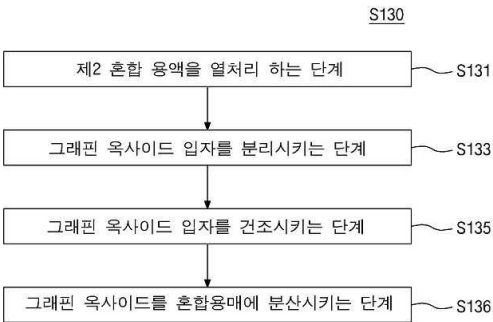 S130
제2 혼합 용액을 열처리 하는 단계
S131
그래핀 옥사이드 입자를 분리시키는 단계
S133
그래핀 옥사이드 입자를 건조시키는 단계
S135
그래핀 옥사이드를 혼합용매에 분산시키는 단계
S136